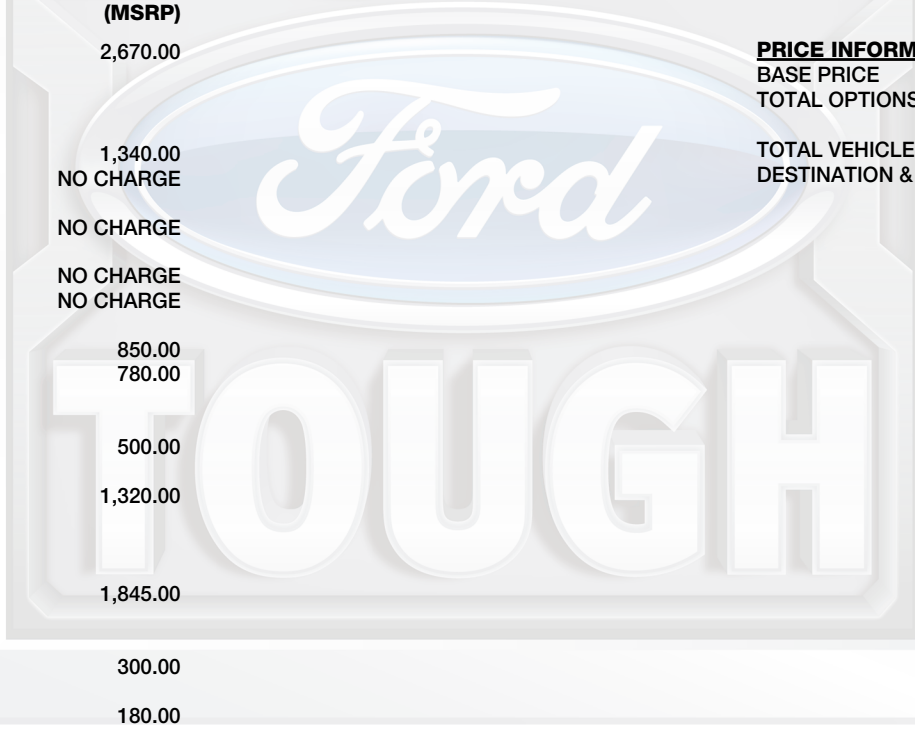 (MSRP)
2,670.00
1,340.00
NO CHARGE
NO CHARGE
NO CHARGE
NO CHARGE
850.00
780.00
500.00
1,320.00
1,845.00
300.00
180.00
PRICE INFORM
BASE PRICE
TOTAL OPTIONS
TOTAL VEHICLE
DESTINATION &
Ford
TOUGH